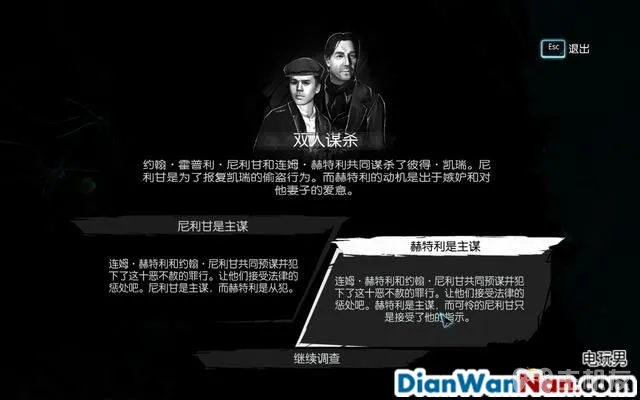 Esc 退出
双人谋杀
约翰·霍普利·尼利甘和连姆·赫特利共同谋杀了彼得·凯瑞。尼
利甘是为了报复凯瑞的偷盗行为。而赫特利的动机是出于嫉妒和对
他妻子的爱意。
尼利甘是主谋
连姆·赫特利和约翰·尼利甘共同预谋并犯
下了这十恶不赦的罪行。让他们接受法律的
惩处吧。尼利甘是主谋，而赫特利是从犯。
赫特利是主谋
连姆·赫特利和约翰·尼利甘共同预谋并犯
下了这十恶不赦的罪行。让他们接受法律的
惩处吧。赫特利是主谋，而可怜的尼利甘只
是接受了他的指示。
继续调查
电玩男
DianWanNan.com